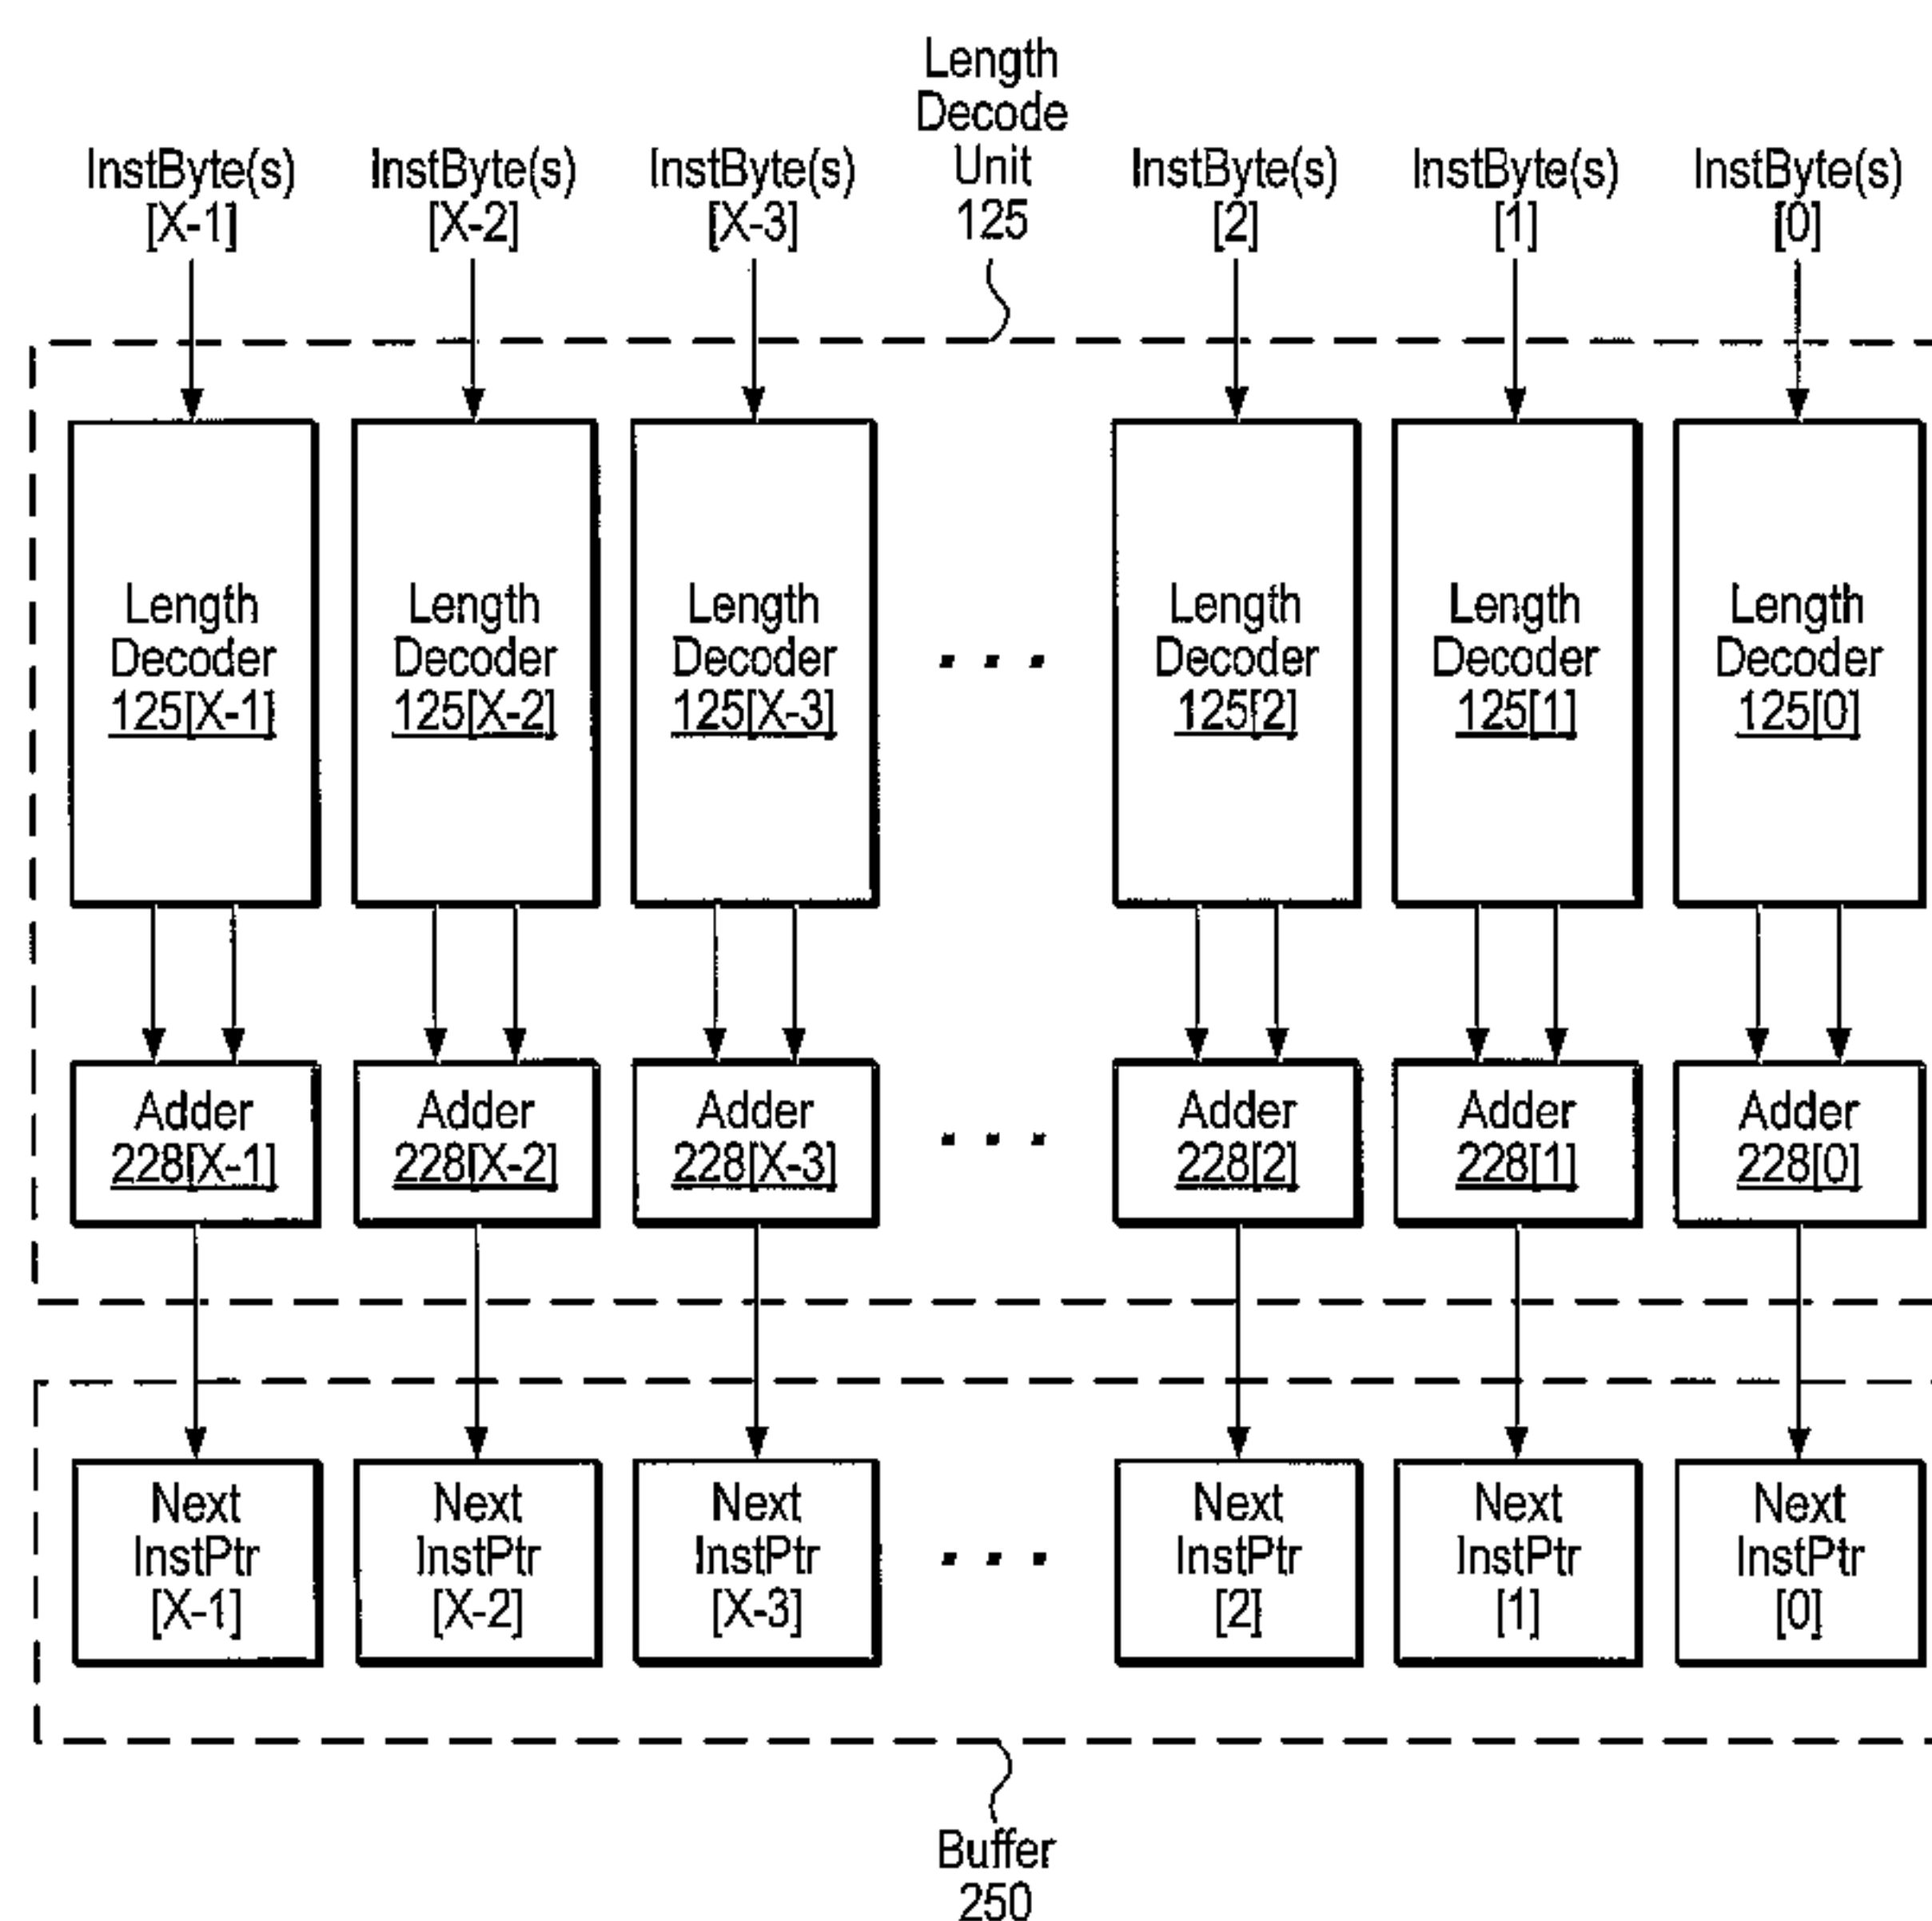 Length
Decode
Unit
125
InstByte(s)
[X-1]
InstByte(s)
[X-2]
InstByte(s)
[X-3]
InstByte(s)
[2]
InstByte(s)
[1]
InstByte(s)
[0]
Length
Decoder
125[X-1]
Length
Decoder
125[X-2]
Length
Decoder
125[X-3]
. . .
Length
Decoder
125[2]
Length
Decoder
125[1]
Length
Decoder
125[0]
Adder
228[X-1]
Adder
228[X-2]
Adder
228[X-3]
. . .
Adder
228[2]
Adder
228[1]
Adder
228[0]
Next
InstPtr
[X-1]
Next
InstPtr
[X-2]
Next
InstPtr
[X-3]
. . .
Next
InstPtr
[2]
Next
InstPtr
[1]
Next
InstPtr
[0]
Buffer
250